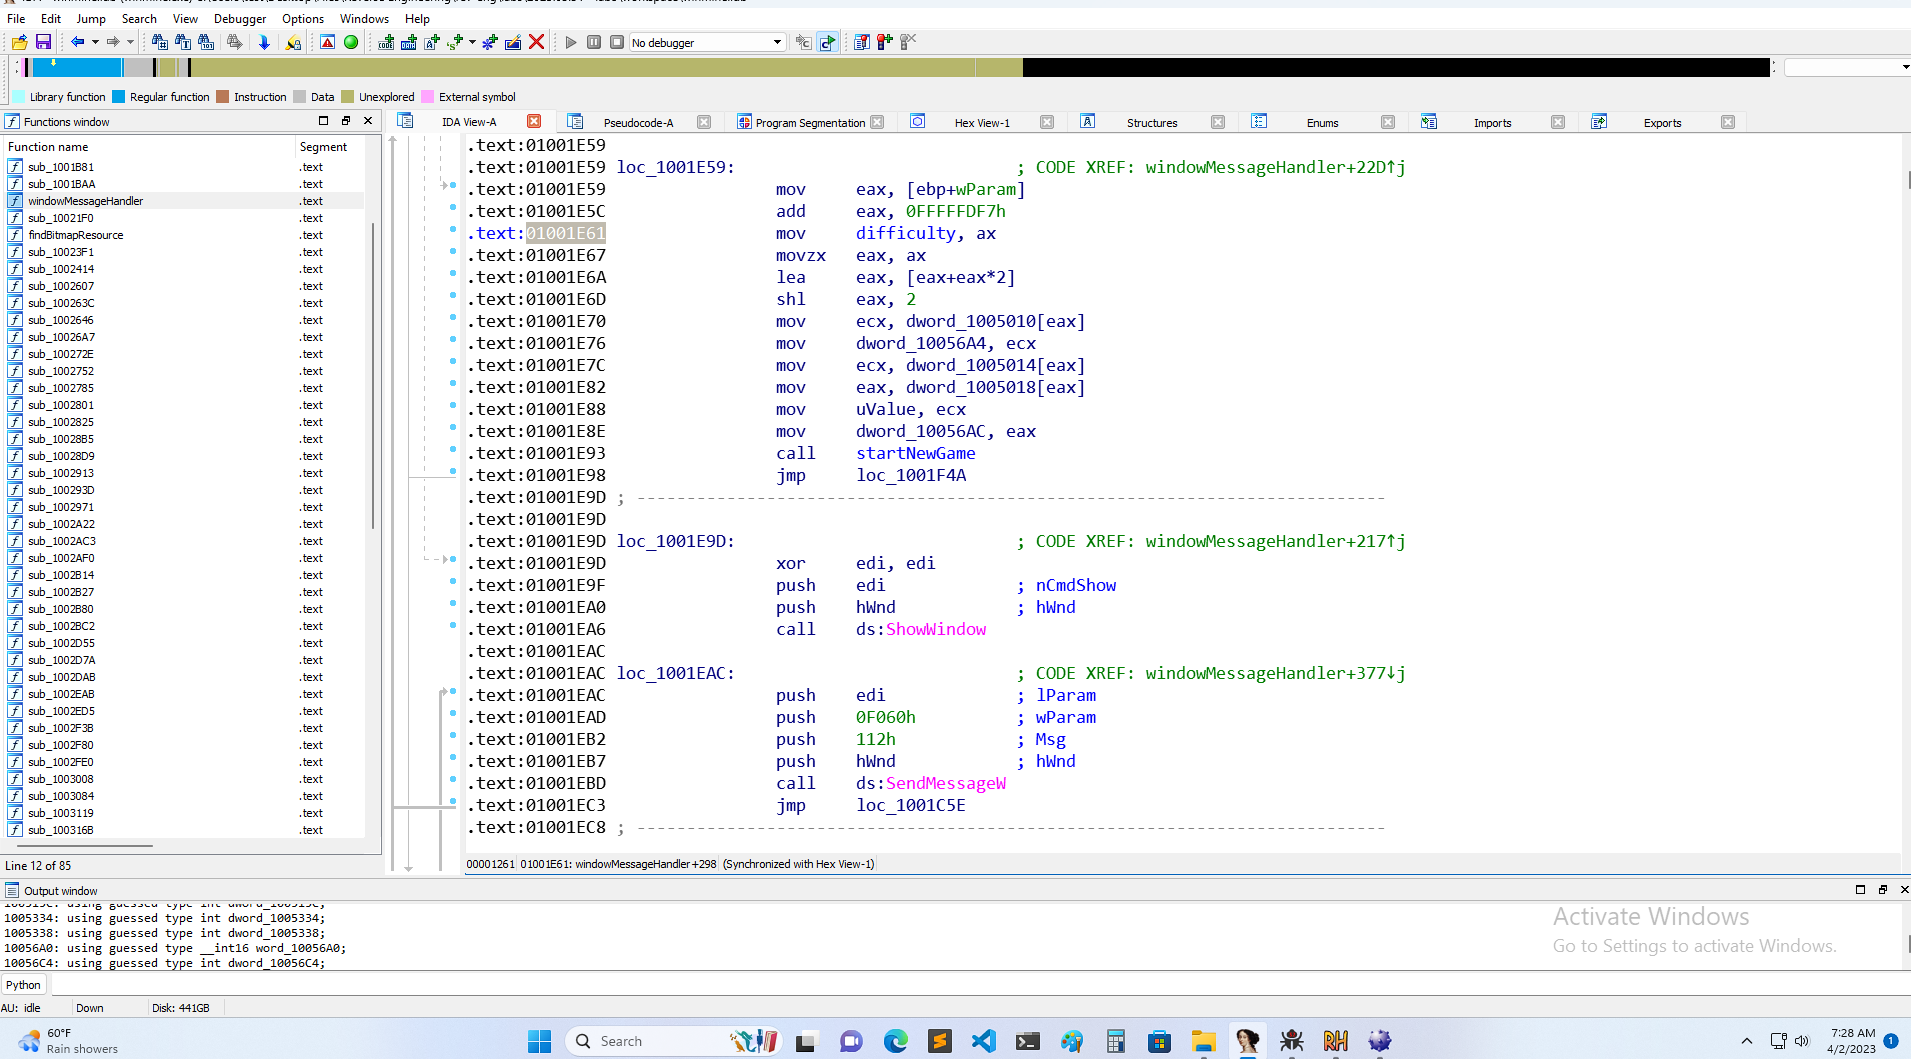 File Edit Jump Search View Debugger Options Windows Help
No debugger
Library function Regular function Instruction Data Unexplored External symbol
Functions window
IDA View-A Pseudocode-A Program Segmentation Hex View-1 Structures Enums Imports Exports
Function name Segment
sub_1001B81 .text
sub_1001BAA .text
windowMessageHandler .text
sub_10021F0 .text
findBitmapResource .text
sub_10023F1 .text
sub_1002414 .text
sub_1002607 .text
sub_100263C .text
sub_1002646 .text
sub_10026A7 .text
sub_100272E .text
sub_1002752 .text
sub_1002785 .text
sub_1002801 .text
sub_1002825 .text
sub_10028B5 .text
sub_10028D9 .text
sub_1002913 .text
sub_100293D .text
sub_1002971 .text
sub_1002A22 .text
sub_1002AC3 .text
sub_1002AF0 .text
sub_1002B14 .text
sub_1002B27 .text
sub_1002B80 .text
sub_1002BC2 .text
sub_1002D55 .text
sub_1002D7A .text
sub_1002DAB .text
sub_1002EAB .text
sub_1002ED5 .text
sub_1002F3B .text
sub_1002F80 .text
sub_1002FE0 .text
sub_1003008 .text
sub_1003084 .text
sub_1003119 .text
sub_100316B .text
Line 12 of 85
.text:01001E59
.text:01001E59 loc_1001E59: ; CODE XREF: windowMessageHandler+22D↑j
.text:01001E59 mov eax, [ebp+wParam]
.text:01001E5C add eax, 0FFFFFDF7h
.text:01001E61 mov difficulty, ax
.text:01001E67 movzx eax, ax
.text:01001E6A lea eax, [eax+eax*2]
.text:01001E6D shl eax, 2
.text:01001E70 mov ecx, dword_1005010[eax]
.text:01001E76 mov dword_10056A4, ecx
.text:01001E7C mov ecx, dword_1005014[eax]
.text:01001E82 mov eax, dword_1005018[eax]
.text:01001E88 mov uValue, ecx
.text:01001E8E mov dword_10056AC, eax
.text:01001E93 call startNewGame
.text:01001E98 jmp loc_1001F4A
.text:01001E9D ; ---------------------------------------------------------------------------
.text:01001E9D
.text:01001E9D loc_1001E9D: ; CODE XREF: windowMessageHandler+217↑j
.text:01001E9D xor edi, edi
.text:01001E9F push edi ; nCmdShow
.text:01001EA0 push hWnd ; hWnd
.text:01001EA6 call ds:ShowWindow
.text:01001EAC
.text:01001EAC loc_1001EAC: ; CODE XREF: windowMessageHandler+377↓j
.text:01001EAC push edi ; lParam
.text:01001EAD push 0F060h ; wParam
.text:01001EB2 push 112h ; Msg
.text:01001EB7 push hWnd ; hWnd
.text:01001EBD call ds:SendMessageW
.text:01001EC3 jmp loc_1001C5E
.text:01001EC8 ; ---------------------------------------------------------------------------
00001261 01001E61: windowMessageHandler+298 (Synchronized with Hex View-1)
Output window
1005334: using guessed type int dword_1005334;
1005338: using guessed type int dword_1005338;
10056A0: using guessed type __int16 word_10056A0;
10056C4: using guessed type int dword_10056C4;
Activate Windows
Go to Settings to activate Windows.
Python
AU: idle Down Disk: 441GB
60°F
Rain showers
Search
RH
7:28 AM
4/2/2023
1